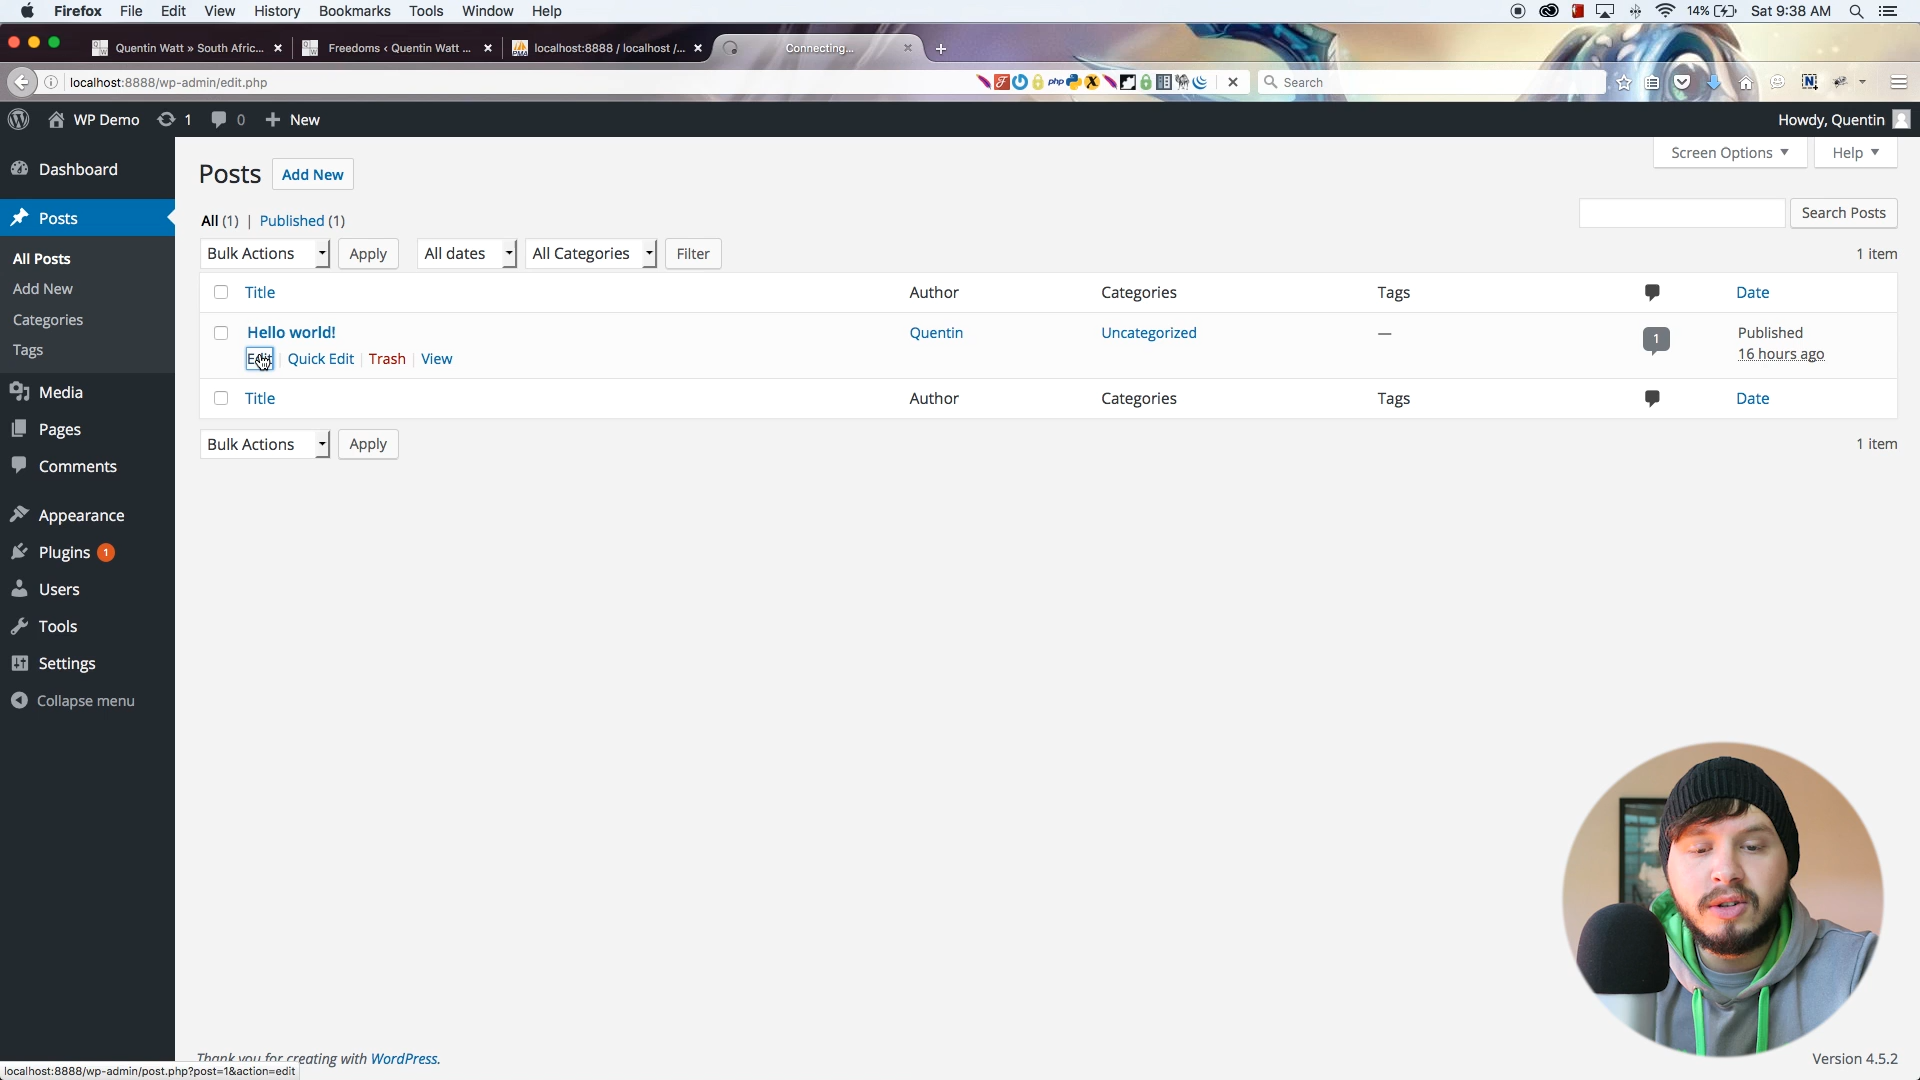 Firefox File Edit View History Bookmarks Tools Window Help 14% Sat 9:38 AM
Quentin Watt » South Afric... Freedoms ‹ Quentin Watt ... localhost:8888 / localhost /... Connecting...
localhost:8888/wp-admin/edit.php php Search
WP Demo 1 0 New Howdy, Quentin
Screen Options Help
Dashboard
Posts
All Posts
Add New
Categories
Tags
Media
Pages
Comments
Appearance
Plugins 1
Users
Tools
Settings
Collapse menu
Posts Add New
All (1) | Published (1)
Search Posts
Bulk Actions Apply All dates All Categories Filter 1 item
Title Author Categories Tags Date
Hello world! Quentin Uncategorized — 1 Published
Edit Quick Edit Trash View 16 hours ago
Title Author Categories Tags Date
Bulk Actions Apply 1 item
Thank you for creating with WordPress. Version 4.5.2
localhost:8888/wp-admin/post.php?post=1&action=edit